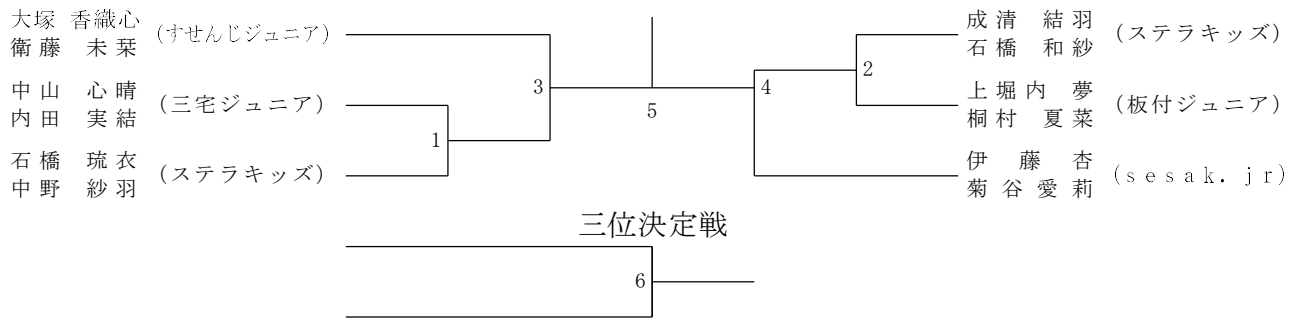 大塚 香織心
衛藤 未栞
(すせんじジュニア)
中山 心晴
内田 実結
(三宅ジュニア)
石橋 琉衣
中野 紗羽
(ステラキッズ)
1
3
5
4
2
成清 結羽
石橋 和紗
(ステラキッズ)
上堀内 夢
桐村 夏菜
(板付ジュニア)
伊藤 杏
菊谷愛莉
(sesak.jr)
三位決定戦
6